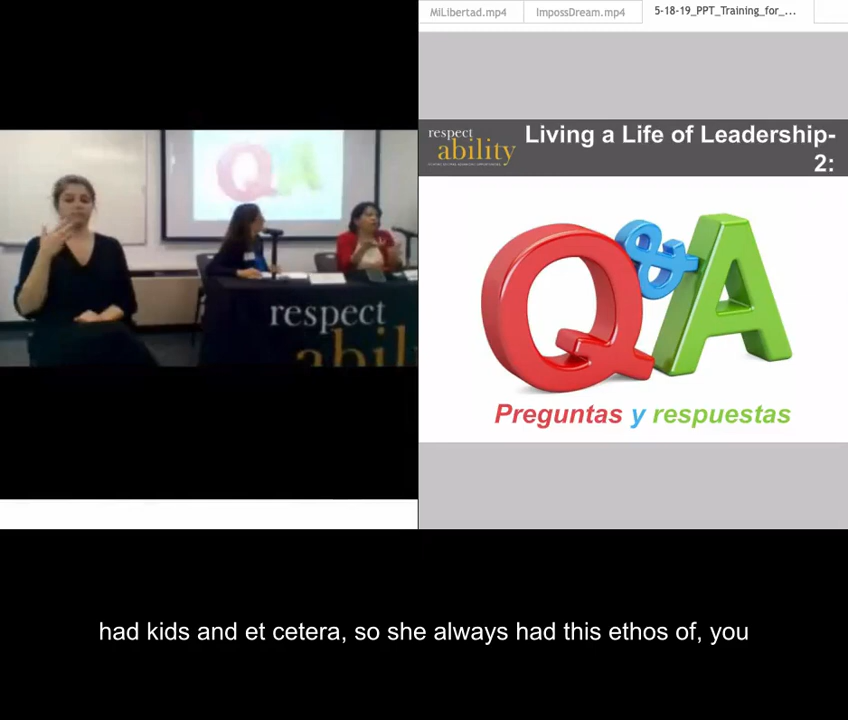 MiLibertad.mp4
ImpossDream.mp4
5-18-19_PPT_Training_for_...
respect
ability
Living a Life of Leadership-
2:
Q&A
Preguntas y respuestas
Q A
respect
abil
had kids and et cetera, so she always had this ethos of, you